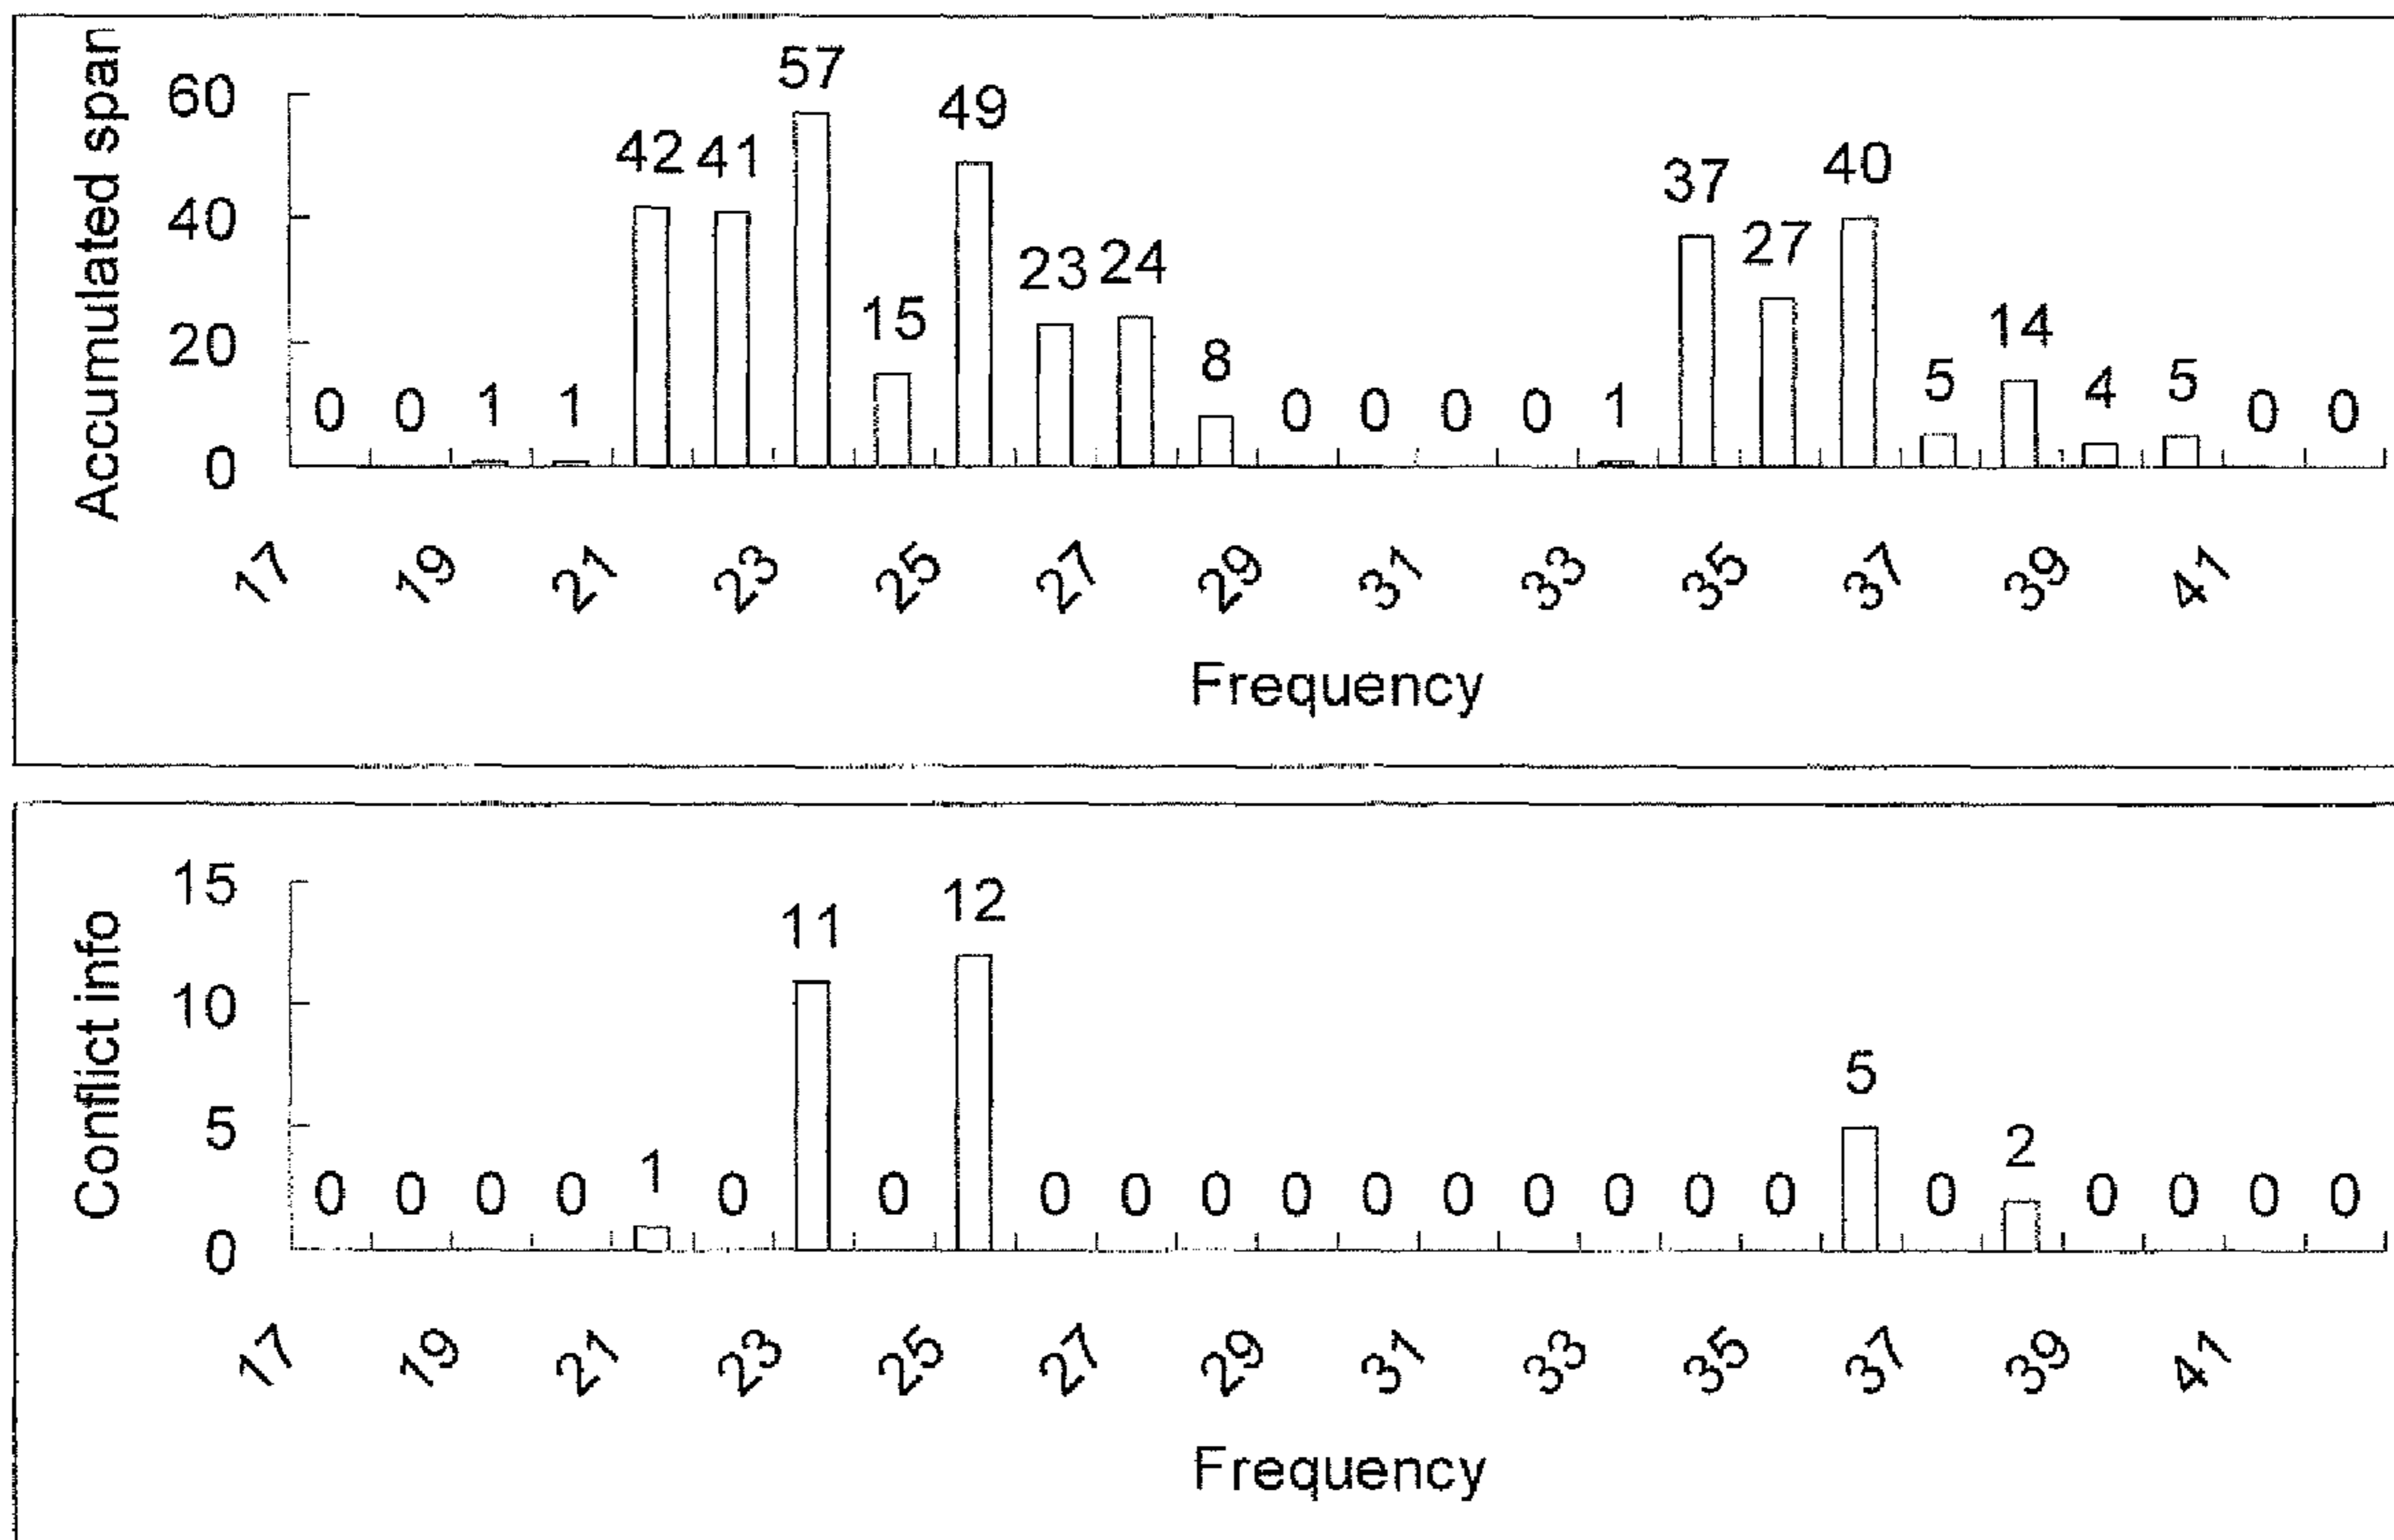 Accumulated span
60
40
20
0
0 0 1 1 42 41 57 15 49 23 24 8 0 0 0 0 1 37 27 40 5 14 4 5 0 0
17 19 21 23 25 27 29 31 33 35 37 39 41
Frequency
Conflict info
15
10
5
0
0 0 0 0 1 0 11 0 12 0 0 0 0 0 0 0 0 0 0 5 0 2 0 0 0 0
17 19 21 23 25 27 29 31 33 35 37 39 41
Frequency